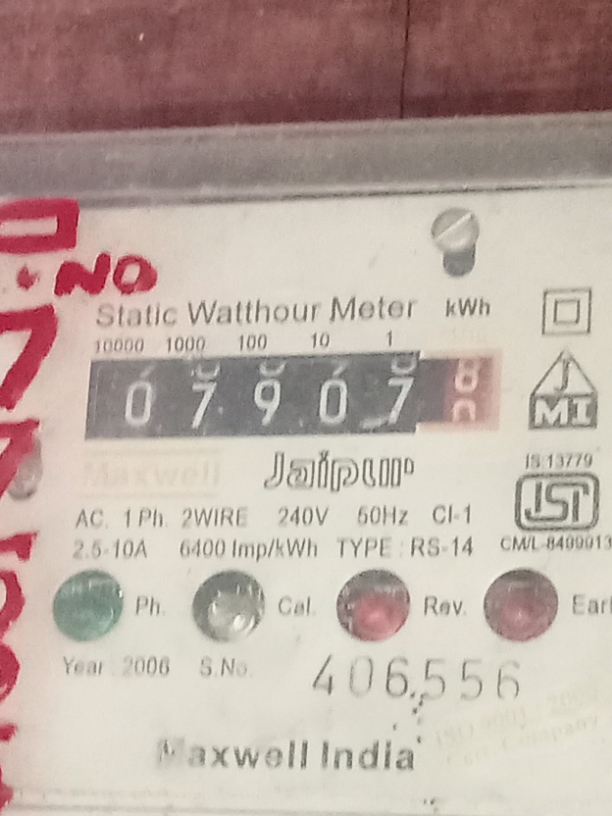 NO
Static Watthour Meter kWh
10000 1000 100 10 1
07907
Maxwell Jaipur
J
MI
IS 13779
ISI
CM/L-8499913
AC. 1 Ph. 2WIRE 240V 50Hz Cl-1
2.5-10A 6400 Imp/kWh TYPE : RS-14
Ph. Cal. Rev. Eart
Year : 2006 S.No. 406556
Maxwell India